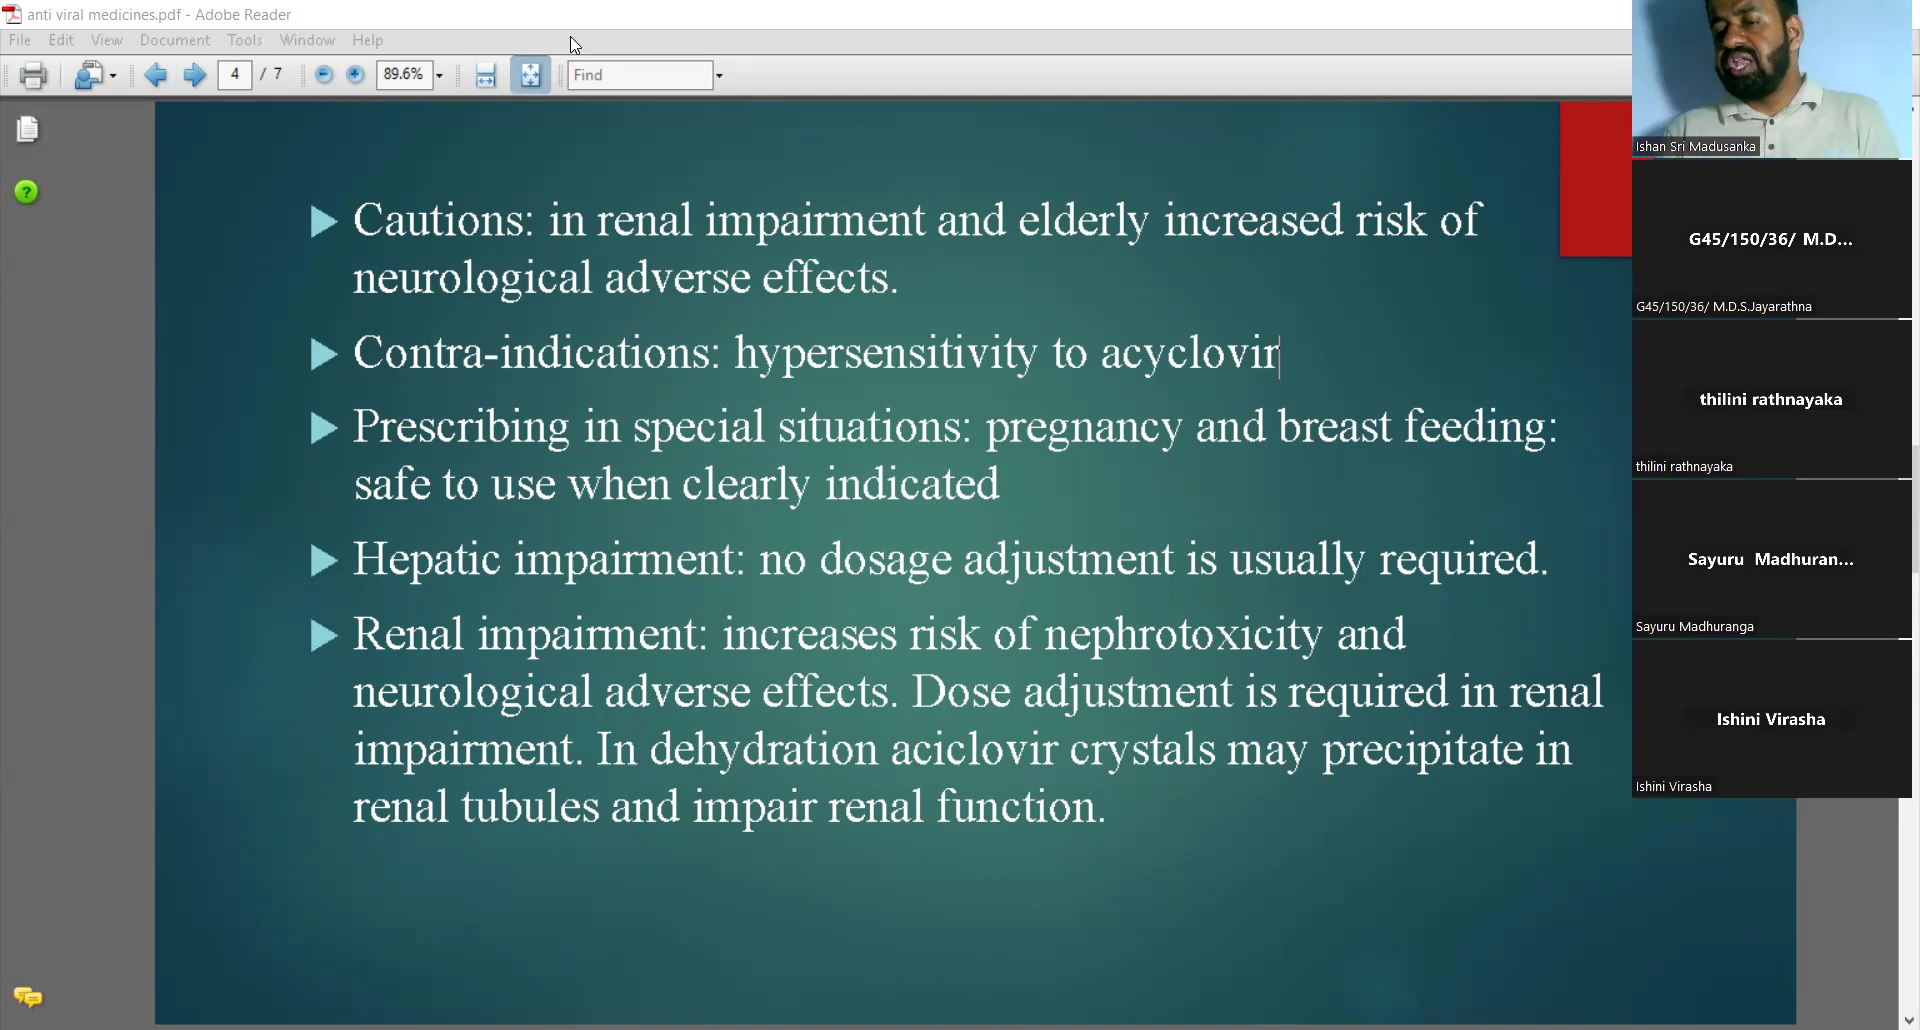 anti viral medicines.pdf - Adobe Reader
File Edit View Document Tools Window Help
4 / 7 89.6% Find
Cautions: in renal impairment and elderly increased risk of
neurological adverse effects.
Contra-indications: hypersensitivity to acyclovir
Prescribing in special situations: pregnancy and breast feeding:
safe to use when clearly indicated
Hepatic impairment: no dosage adjustment is usually required.
Renal impairment: increases risk of nephrotoxicity and
neurological adverse effects. Dose adjustment is required in renal
impairment. In dehydration aciclovir crystals may precipitate in
renal tubules and impair renal function.
Ishan Sri Madusanka
G45/150/36/ M.D...
G45/150/36/ M.D.S.Jayarathna
thilini rathnayaka
thilini rathnayaka
Sayuru Madhuran...
Sayuru Madhuranga
Ishini Virasha
Ishini Virasha